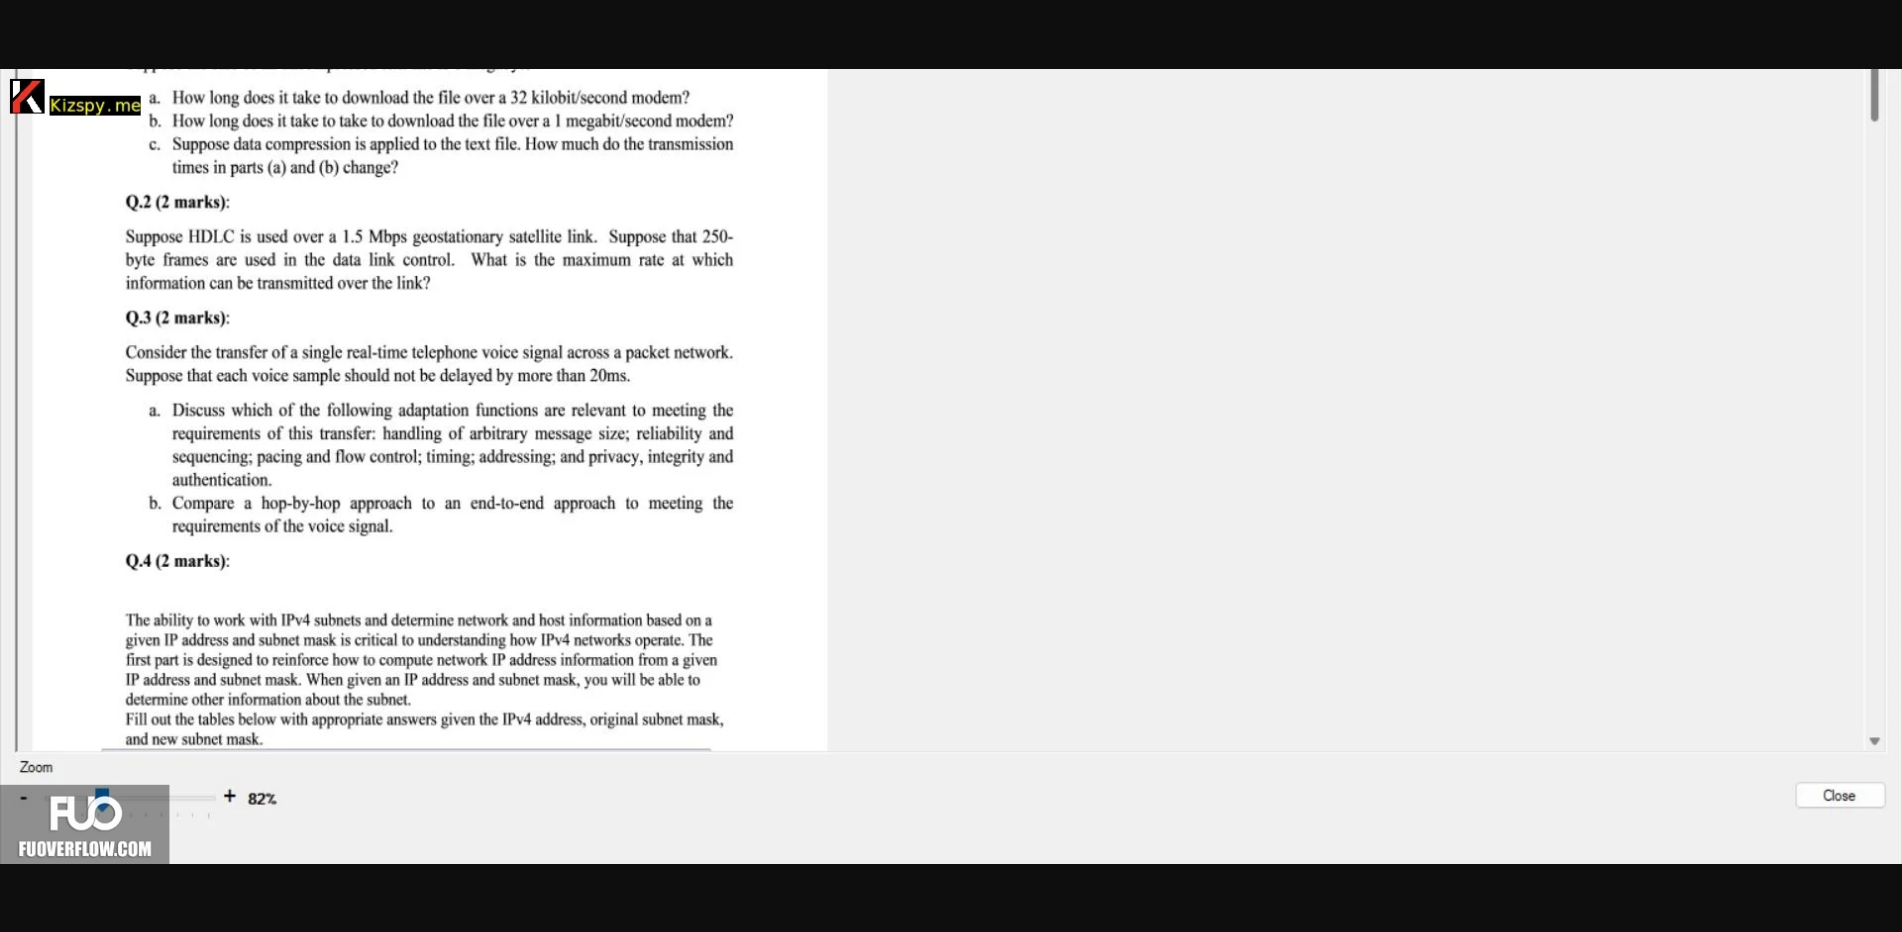 Kizspy.me
a. How long does it take to download the file over a 32 kilobit/second modem?
b. How long does it take to take to download the file over a 1 megabit/second modem?
c. Suppose data compression is applied to the text file. How much do the transmission
times in parts (a) and (b) change?
Q.2 (2 marks):
Suppose HDLC is used over a 1.5 Mbps geostationary satellite link. Suppose that 250-
byte frames are used in the data link control. What is the maximum rate at which
information can be transmitted over the link?
Q.3 (2 marks):
Consider the transfer of a single real-time telephone voice signal across a packet network.
Suppose that each voice sample should not be delayed by more than 20ms.
a. Discuss which of the following adaptation functions are relevant to meeting the
requirements of this transfer: handling of arbitrary message size; reliability and
sequencing; pacing and flow control; timing; addressing; and privacy, integrity and
authentication.
b. Compare a hop-by-hop approach to an end-to-end approach to meeting the
requirements of the voice signal.
Q.4 (2 marks):
The ability to work with IPv4 subnets and determine network and host information based on a
given IP address and subnet mask is critical to understanding how IPv4 networks operate. The
first part is designed to reinforce how to compute network IP address information from a given
IP address and subnet mask. When given an IP address and subnet mask, you will be able to
determine other information about the subnet.
Fill out the tables below with appropriate answers given the IPv4 address, original subnet mask,
and new subnet mask.
Zoom
- + 82%
Close
FUO
FUOVERFLOW.COM